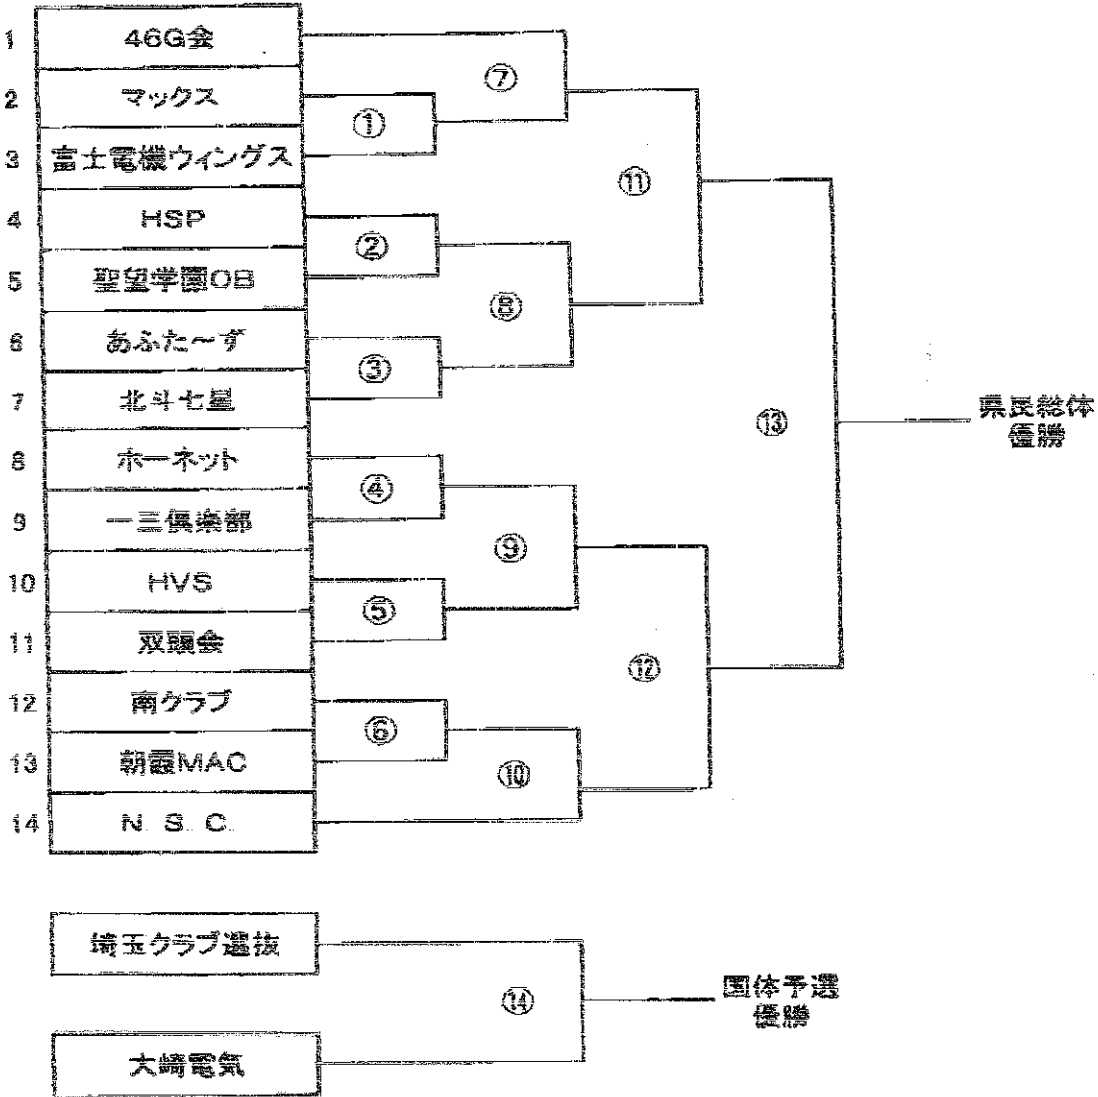 1 46G会
⑦
2 マックス
①
3 富士電機ウィングス
⑪
4 HSP
②
5 聖望学園OB
⑧
6 あふた～ず
③
7 北斗七星
⑬
県民総体
優勝
8 ホーネット
④
9 一三倶楽部
⑨
10 HVS
⑤
11 双頭会
⑫
12 南クラブ
⑥
13 朝霞MAC
⑩
14 N.S.C.
埼玉クラブ選抜
⑭
国体予選
優勝
大崎電気